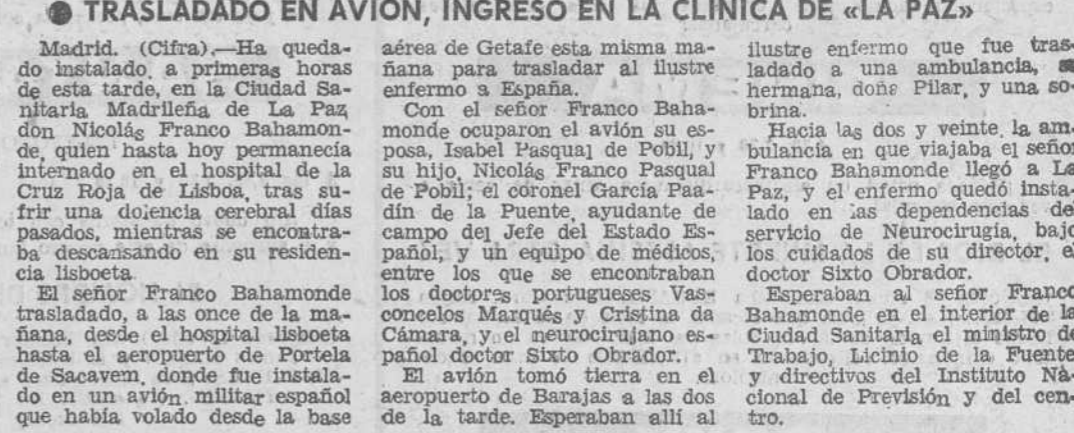 ● TRASLADADO EN AVION, INGRESO EN LA CLINICA DE «LA PAZ»
Madrid. (Cifra).—Ha queda-
do instalado, a primeras horas
de esta tarde, en la Ciudad Sa-
nitaria Madrileña de La Paz,
don Nicolás Franco Bahamon-
de, quien hasta hoy permanecía
internado en el hospital de la
Cruz Roja de Lisboa, tras su-
frir una dolencia cerebral días
pasados, mientras se encontra-
ba descansando en su residen-
cia lisboeta.
El señor Franco Bahamonde
trasladado, a las once de la ma-
ñana, desde el hospital lisboeta
hasta el aeropuerto de Portela
de Sacavem, donde fue instala-
do en un avión militar español
que había volado desde la base
aérea de Getafe esta misma ma-
ñana para trasladar al ilustre
enfermo a España.
Con el señor Franco Baha-
monde ocuparon el avión su es-
posa, Isabel Pasqual de Pobil, y
su hijo, Nicolás Franco Pasqual
de Pobil; el coronel García Paa-
dín de la Puente, ayudante de
campo del Jefe del Estado Es-
pañol, y un equipo de médicos,
entre los que se encontraban
los doctores portugueses Vas-
concelos Marqués y Cristina da
Cámara, y el neurocirujano es-
pañol doctor Sixto Obrador.
El avión tomó tierra en el
aeropuerto de Barajas a las dos
de la tarde. Esperaban allí al
ilustre enfermo que fue tras-
ladado a una ambulancia,
hermana, doña Pilar, y una so-
brina.
Hacia las dos y veinte, la am-
bulancia en que viajaba el señor
Franco Bahamonde llegó a La
Paz, y el enfermo quedó insta-
lado en las dependencias del
servicio de Neurocirugía, bajo
los cuidados de su director, el
doctor Sixto Obrador.
Esperaban al señor Franco
Bahamonde en el interior de la
Ciudad Sanitaria el ministro de
Trabajo, Licinio de la Fuente
y directivos del Instituto Na-
cional de Previsión y del cen-
tro.